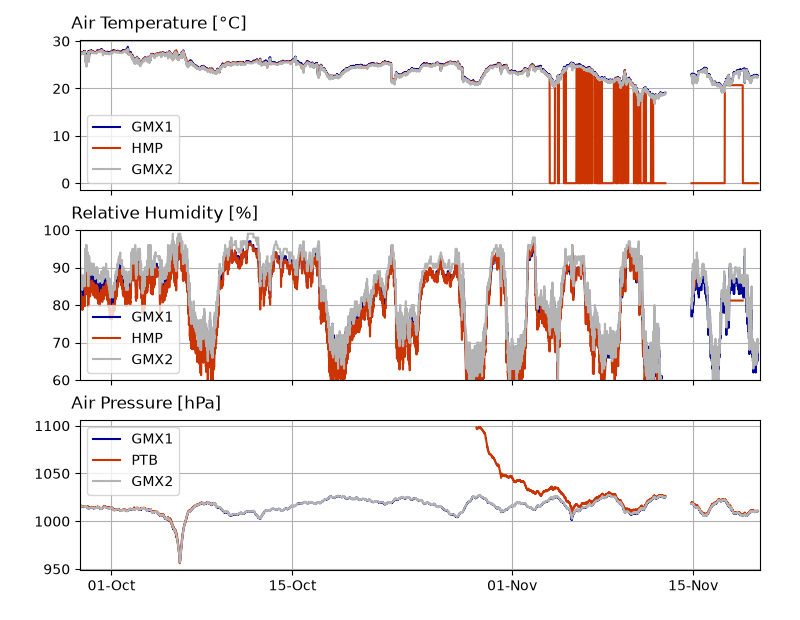 Air Temperature [°C]
30
20
10
0
GMX1
HMP
GMX2
Relative Humidity [%]
100
90
80
70
60
GMX1
HMP
GMX2
Air Pressure [hPa]
1100
1050
1000
950
GMX1
PTB
GMX2
01-Oct 15-Oct 01-Nov 15-Nov